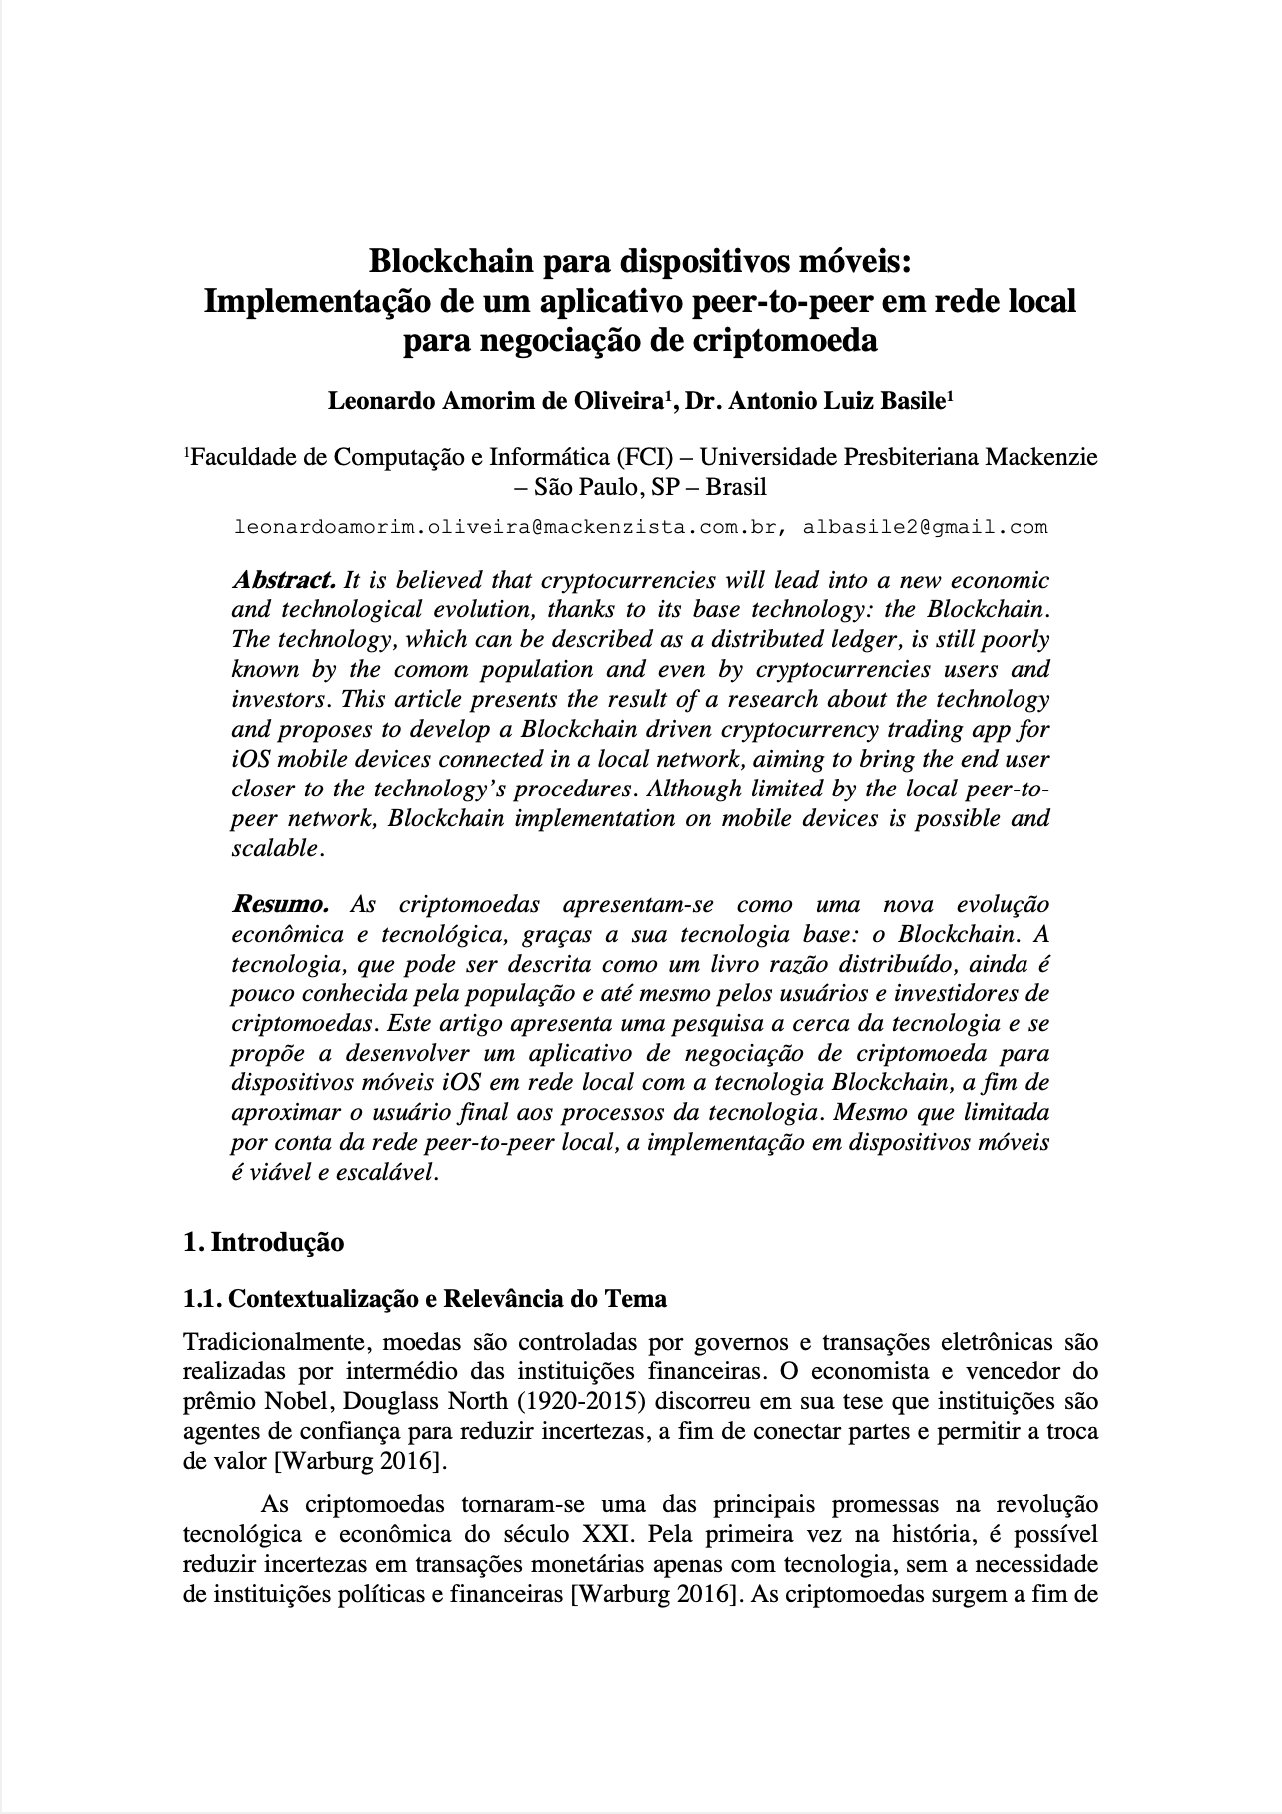 Blockchain para dispositivos móveis:
Implementação de um aplicativo peer-to-peer em rede local
para negociação de criptomoeda
Leonardo Amorim de Oliveira¹, Dr. Antonio Luiz Basile¹
¹Faculdade de Computação e Informática (FCI) – Universidade Presbiteriana Mackenzie
– São Paulo, SP – Brasil
leonardoamorim.oliveira@mackenzista.com.br, albasile2@gmail.com
Abstract. It is believed that cryptocurrencies will lead into a new economic
and technological evolution, thanks to its base technology: the Blockchain.
The technology, which can be described as a distributed ledger, is still poorly
known by the comom population and even by cryptocurrencies users and
investors. This article presents the result of a research about the technology
and proposes to develop a Blockchain driven cryptocurrency trading app for
iOS mobile devices connected in a local network, aiming to bring the end user
closer to the technology's procedures. Although limited by the local peer-to-
peer network, Blockchain implementation on mobile devices is possible and
scalable.
Resumo. As criptomoedas apresentam-se como uma nova evolução
econômica e tecnológica, graças a sua tecnologia base: o Blockchain. A
tecnologia, que pode ser descrita como um livro razão distribuído, ainda é
pouco conhecida pela população e até mesmo pelos usuários e investidores de
criptomoedas. Este artigo apresenta uma pesquisa a cerca da tecnologia e se
propõe a desenvolver um aplicativo de negociação de criptomoeda para
dispositivos móveis iOS em rede local com a tecnologia Blockchain, a fim de
aproximar o usuário final aos processos da tecnologia. Mesmo que limitada
por conta da rede peer-to-peer local, a implementação em dispositivos móveis
é viável e escalável.
1. Introdução
1.1. Contextualização e Relevância do Tema
Tradicionalmente, moedas são controladas por governos e transações eletrônicas são
realizadas por intermédio das instituições financeiras. O economista e vencedor do
prêmio Nobel, Douglass North (1920-2015) discorreu em sua tese que instituições são
agentes de confiança para reduzir incertezas, a fim de conectar partes e permitir a troca
de valor [Warburg 2016].
As criptomoedas tornaram-se uma das principais promessas na revolução
tecnológica e econômica do século XXI. Pela primeira vez na história, é possível
reduzir incertezas em transações monetárias apenas com tecnologia, sem a necessidade
de instituições políticas e financeiras [Warburg 2016]. As criptomoedas surgem a fim de